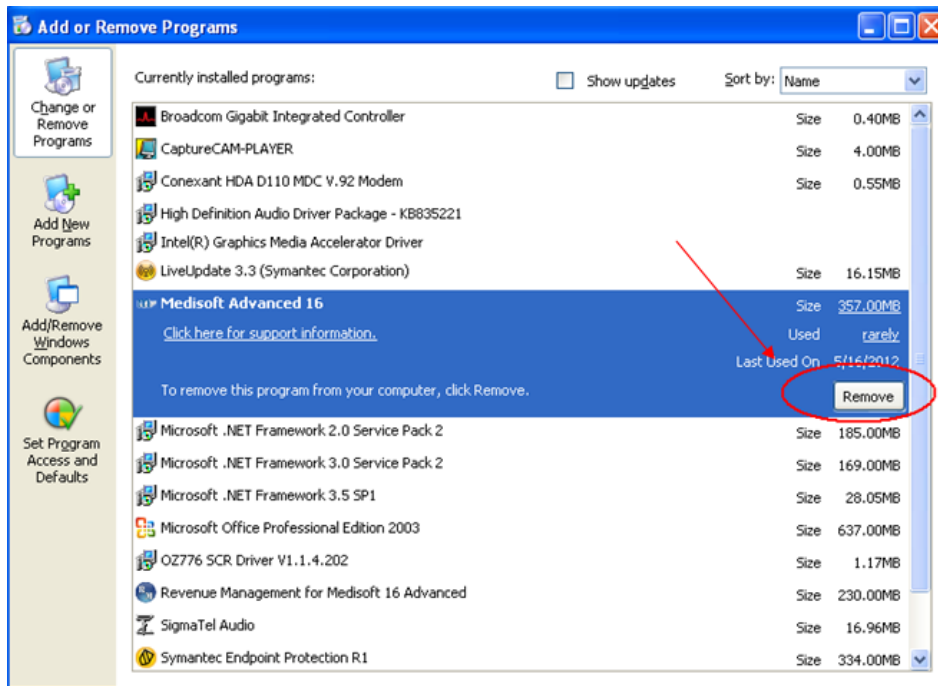 Add or Remove Programs
Change or
Remove
Programs
Add New
Programs
Add/Remove
Windows
Components
Set Program
Access and
Defaults
Currently installed programs:
Show updates
Sort by: Name
Broadcom Gigabit Integrated Controller Size 0.40MB
CaptureCAM-PLAYER Size 4.00MB
Conexant HDA D110 MDC V.92 Modem Size 0.55MB
High Definition Audio Driver Package - KB835221
Intel(R) Graphics Media Accelerator Driver
LiveUpdate 3.3 (Symantec Corporation) Size 16.15MB
Medisoft Advanced 16 Size 357.00MB
Click here for support information. Used rarely
Last Used On 5/16/2012
To remove this program from your computer, click Remove. Remove
Microsoft .NET Framework 2.0 Service Pack 2 Size 185.00MB
Microsoft .NET Framework 3.0 Service Pack 2 Size 169.00MB
Microsoft .NET Framework 3.5 SP1 Size 28.05MB
Microsoft Office Professional Edition 2003 Size 637.00MB
OZ776 SCR Driver V1.1.4.202 Size 1.17MB
Revenue Management for Medisoft 16 Advanced Size 230.00MB
SigmaTel Audio Size 16.96MB
Symantec Endpoint Protection R1 Size 334.00MB